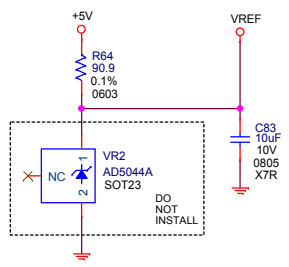 +5V
VREF
R64
90.9
0.1%
0603
C83
10uF
10V
0805
X7R
VR2
AD5044A
SOT23
NC
1
2
DO
NOT
INSTALL